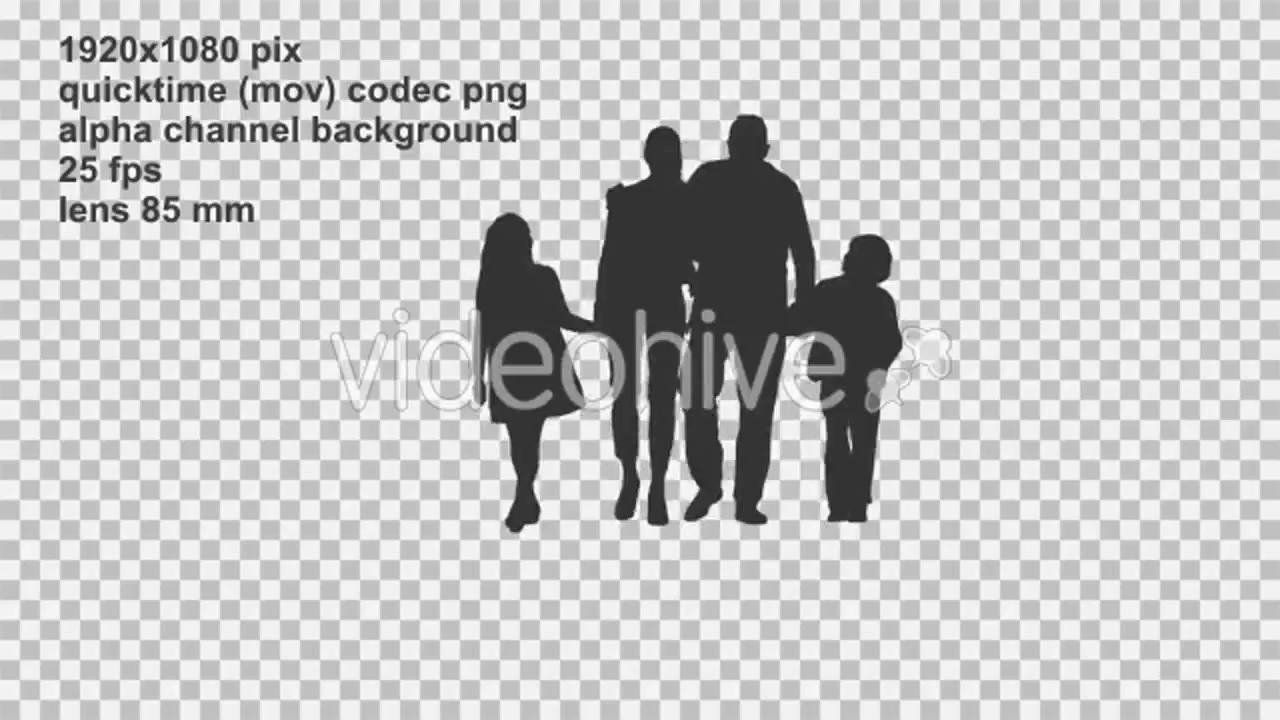 1920x1080 pix
quicktime (mov) codec png
alpha channel background
25 fps
lens 85 mm
videohive